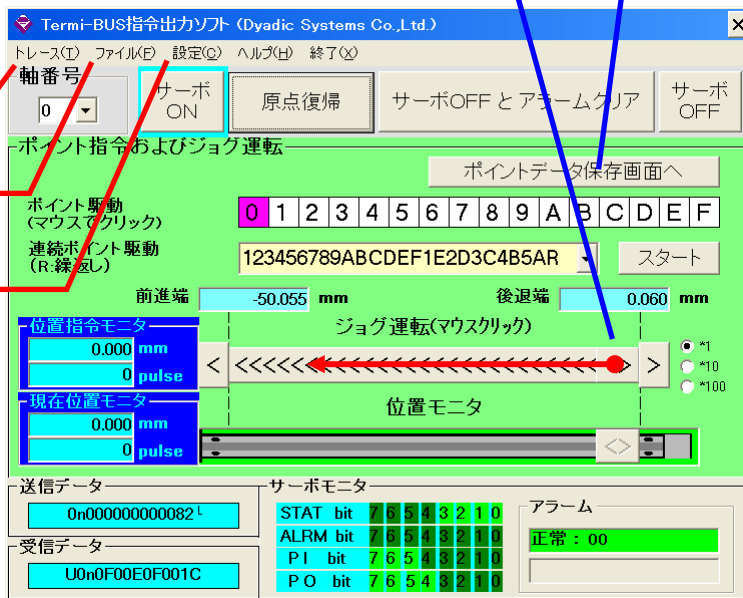 Termi-BUS指令出力ソフト (Dyadic Systems Co.,Ltd.)
トレース(T) ファイル(F) 設定(C) ヘルプ(H) 終了(X)
軸番号
0
サーボ
ON
原点復帰
サーボOFF と アラームクリア
サーボ
OFF
ポイント指令およびジョグ運転
ポイントデータ保存画面へ
ポイント駆動
(マウスでクリック)
0 1 2 3 4 5 6 7 8 9 A B C D E F
連続ポイント駆動
(R:繰返し)
123456789ABCDEF1E2D3C4B5AR
スタート
前進端 -50.055 mm
後退端 0.060 mm
位置指令モニタ
0.000 mm
0 pulse
ジョグ運転(マウスクリック)
< <<<<<<<<<<<<<<<<<<<<<<<< > >
*1
*10
*100
現在位置モニタ
0.000 mm
0 pulse
位置モニタ
<>
送信データ
0n000000000082└
受信データ
U0n0F00E0F001C
サーボモニタ
STAT bit 7 6 5 4 3 2 1 0
ALRM bit 7 6 5 4 3 2 1 0
PI bit 7 6 5 4 3 2 1 0
PO bit 7 6 5 4 3 2 1 0
アラーム
正常：00